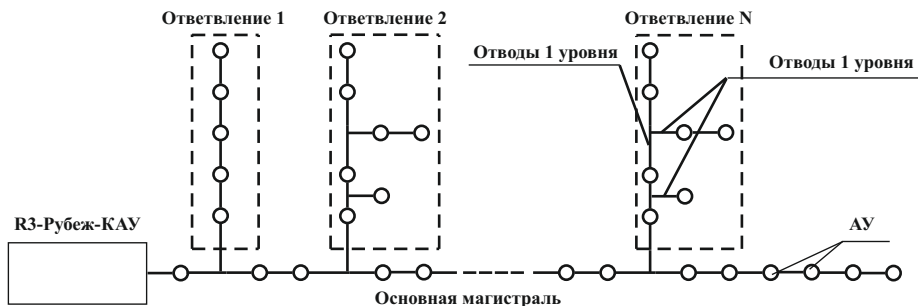 Ответвление 1
Ответвление 2
Ответвление N
Отводы 1 уровня
Отводы 1 уровня
R3-Рубеж-КАУ
АУ
Основная магистраль